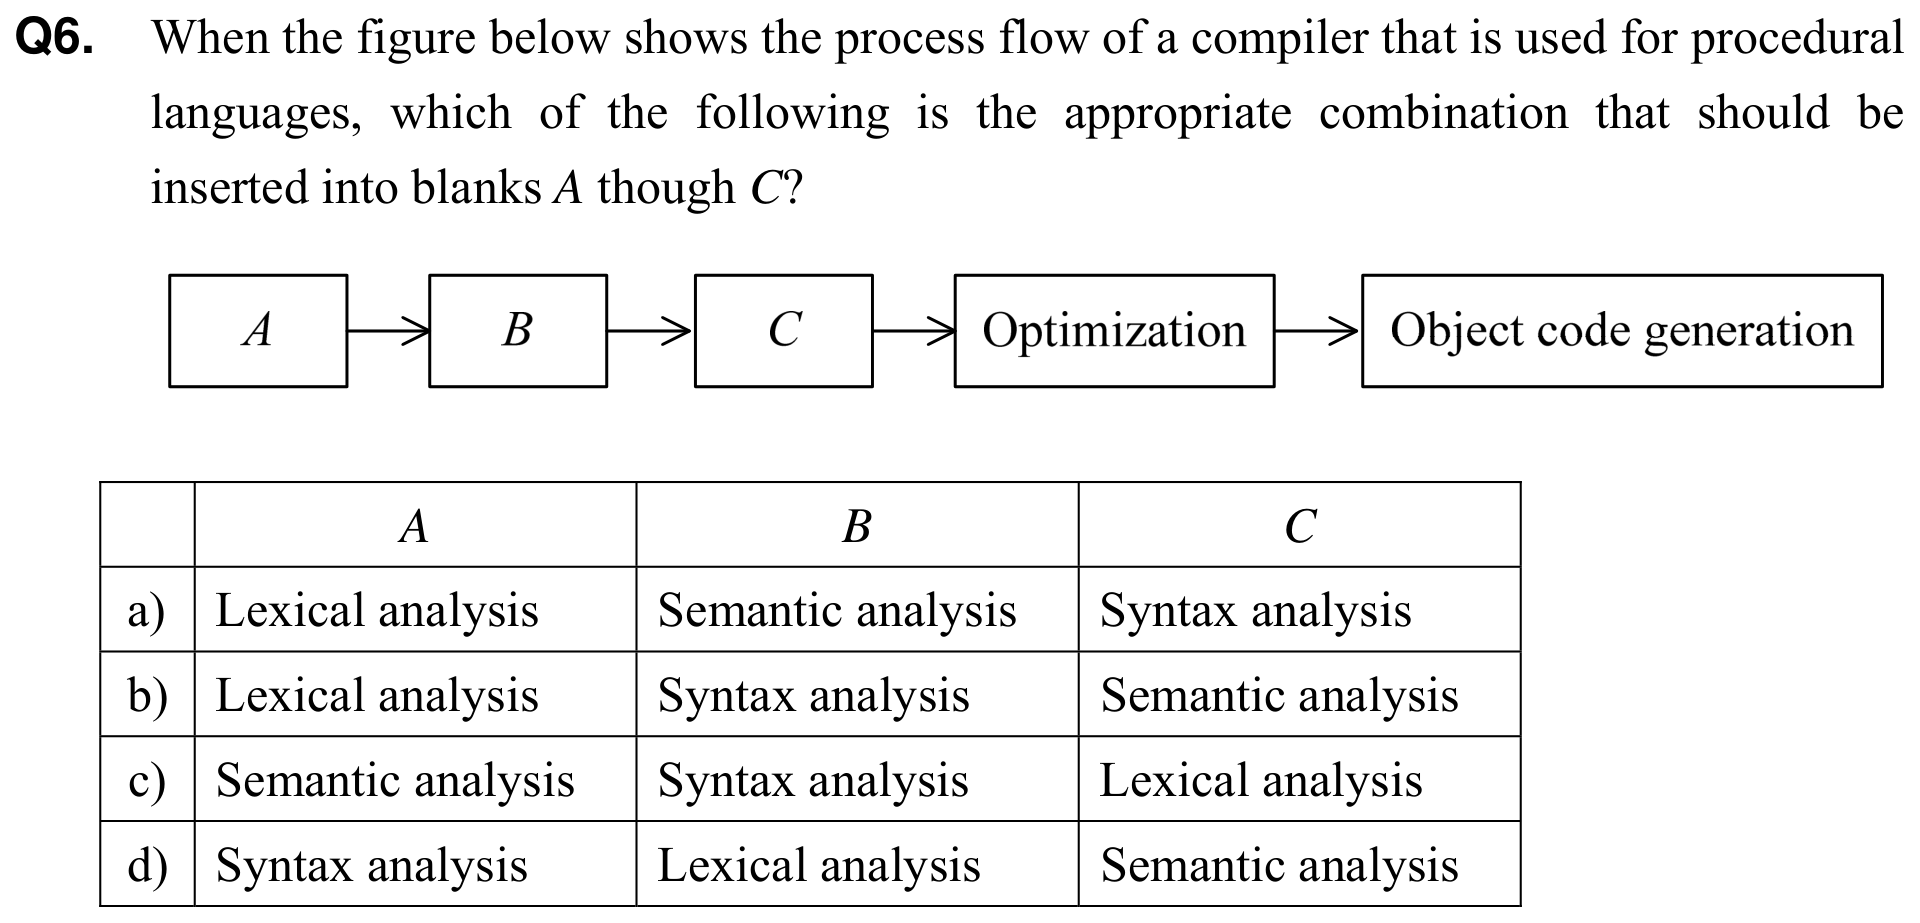 Q6. When the figure below shows the process flow of a compiler that is used for procedural
languages, which of the following is the appropriate combination that should be
inserted into blanks A though C?
A B C Optimization Object code generation
A B C
a) Lexical analysis Semantic analysis Syntax analysis
b) Lexical analysis Syntax analysis Semantic analysis
c) Semantic analysis Syntax analysis Lexical analysis
d) Syntax analysis Lexical analysis Semantic analysis